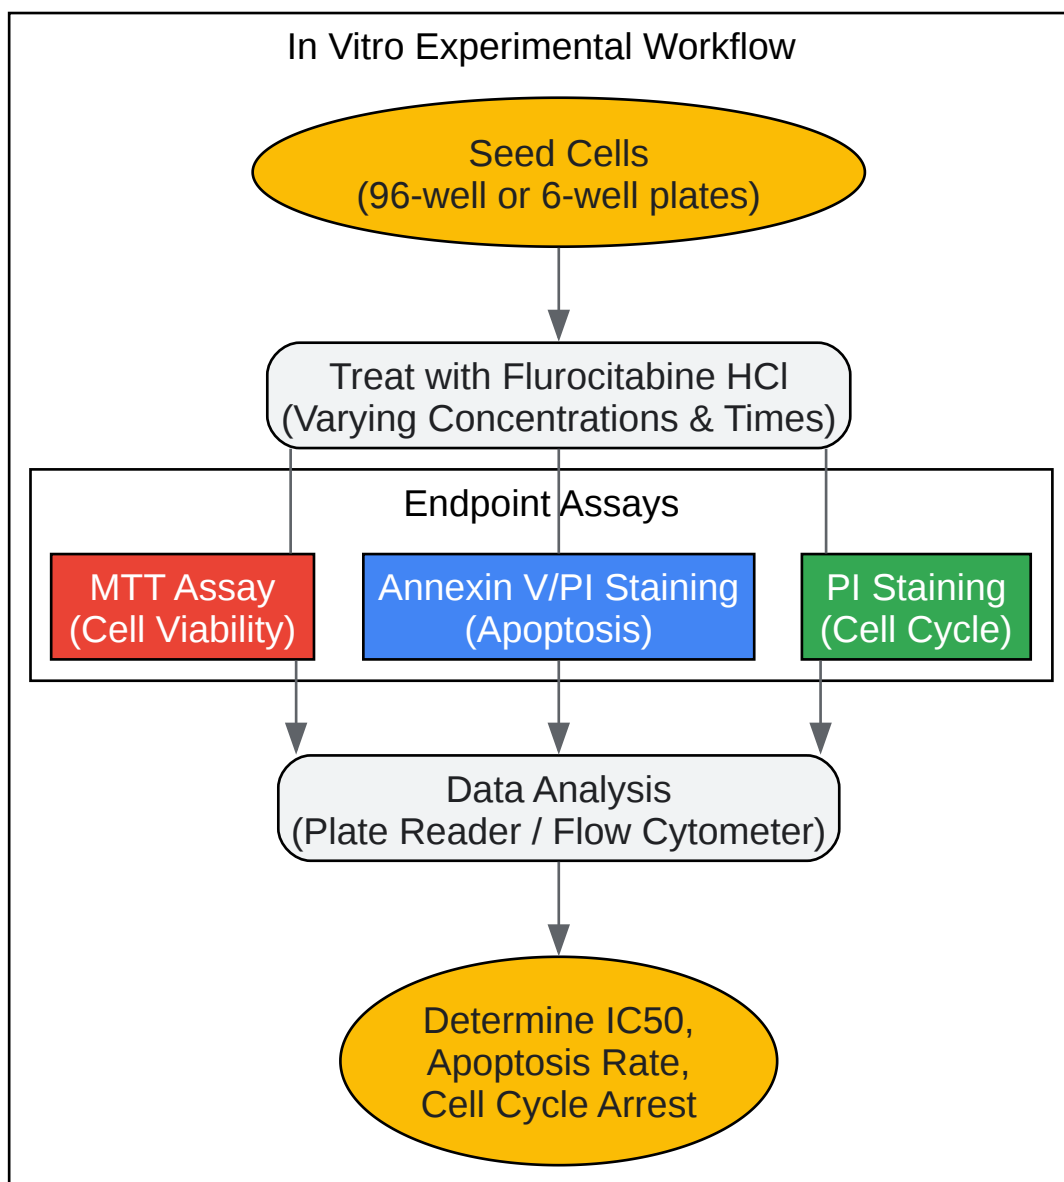 In Vitro Experimental Workflow
Seed Cells
(96-well or 6-well plates)
Treat with Flurocitabine HCl
(Varying Concentrations & Times)
Endpoint Assays
MTT Assay
(Cell Viability)
Annexin V/PI Staining
(Apoptosis)
PI Staining
(Cell Cycle)
Data Analysis
(Plate Reader / Flow Cytometer)
Determine IC50,
Apoptosis Rate,
Cell Cycle Arrest